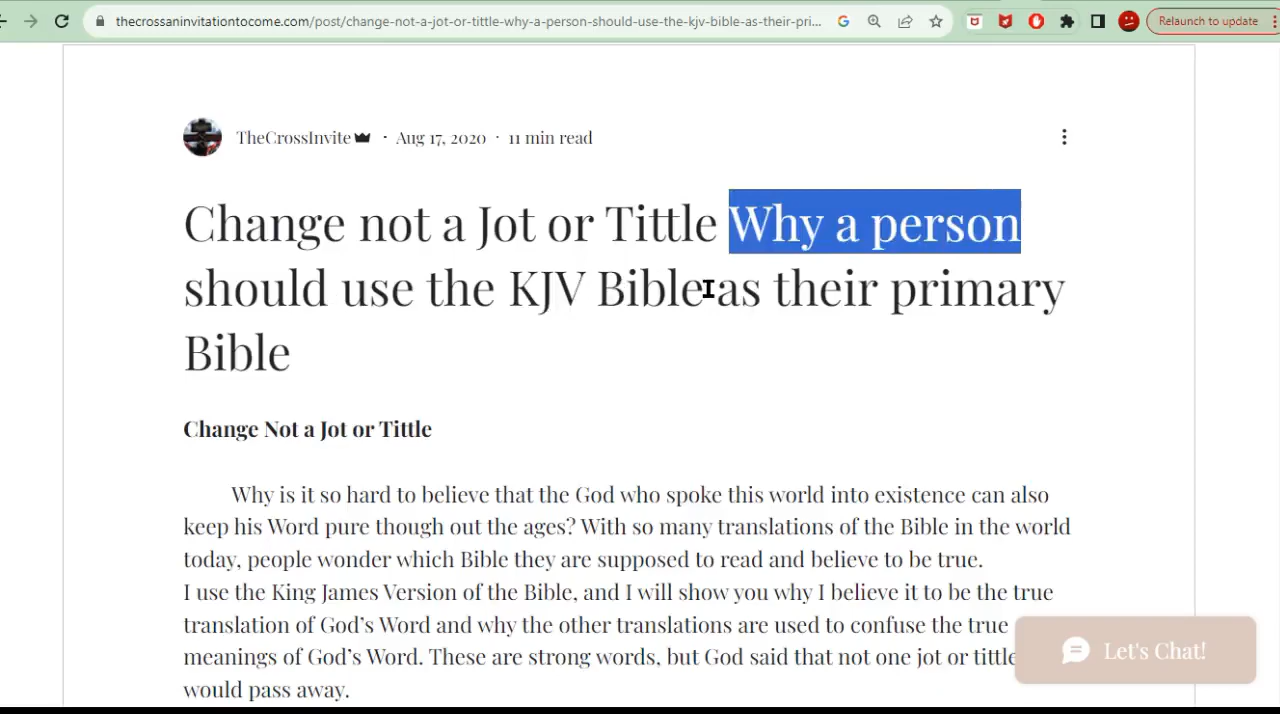 thecrossaninvitationtocome.com/post/change-not-a-jot-or-tittle-why-a-person-should-use-the-kjv-bible-as-their-pri...
Relaunch to update
TheCrossInvite · Aug 17, 2020 · 11 min read
Change not a Jot or Tittle Why a person
should use the KJV Bible as their primary
Bible
Change Not a Jot or Tittle
Why is it so hard to believe that the God who spoke this world into existence can also
keep his Word pure though out the ages? With so many translations of the Bible in the world
today, people wonder which Bible they are supposed to read and believe to be true.
I use the King James Version of the Bible, and I will show you why I believe it to be the true
translation of God’s Word and why the other translations are used to confuse the true
meanings of God’s Word. These are strong words, but God said that not one jot or tittle
would pass away.
Let's Chat!